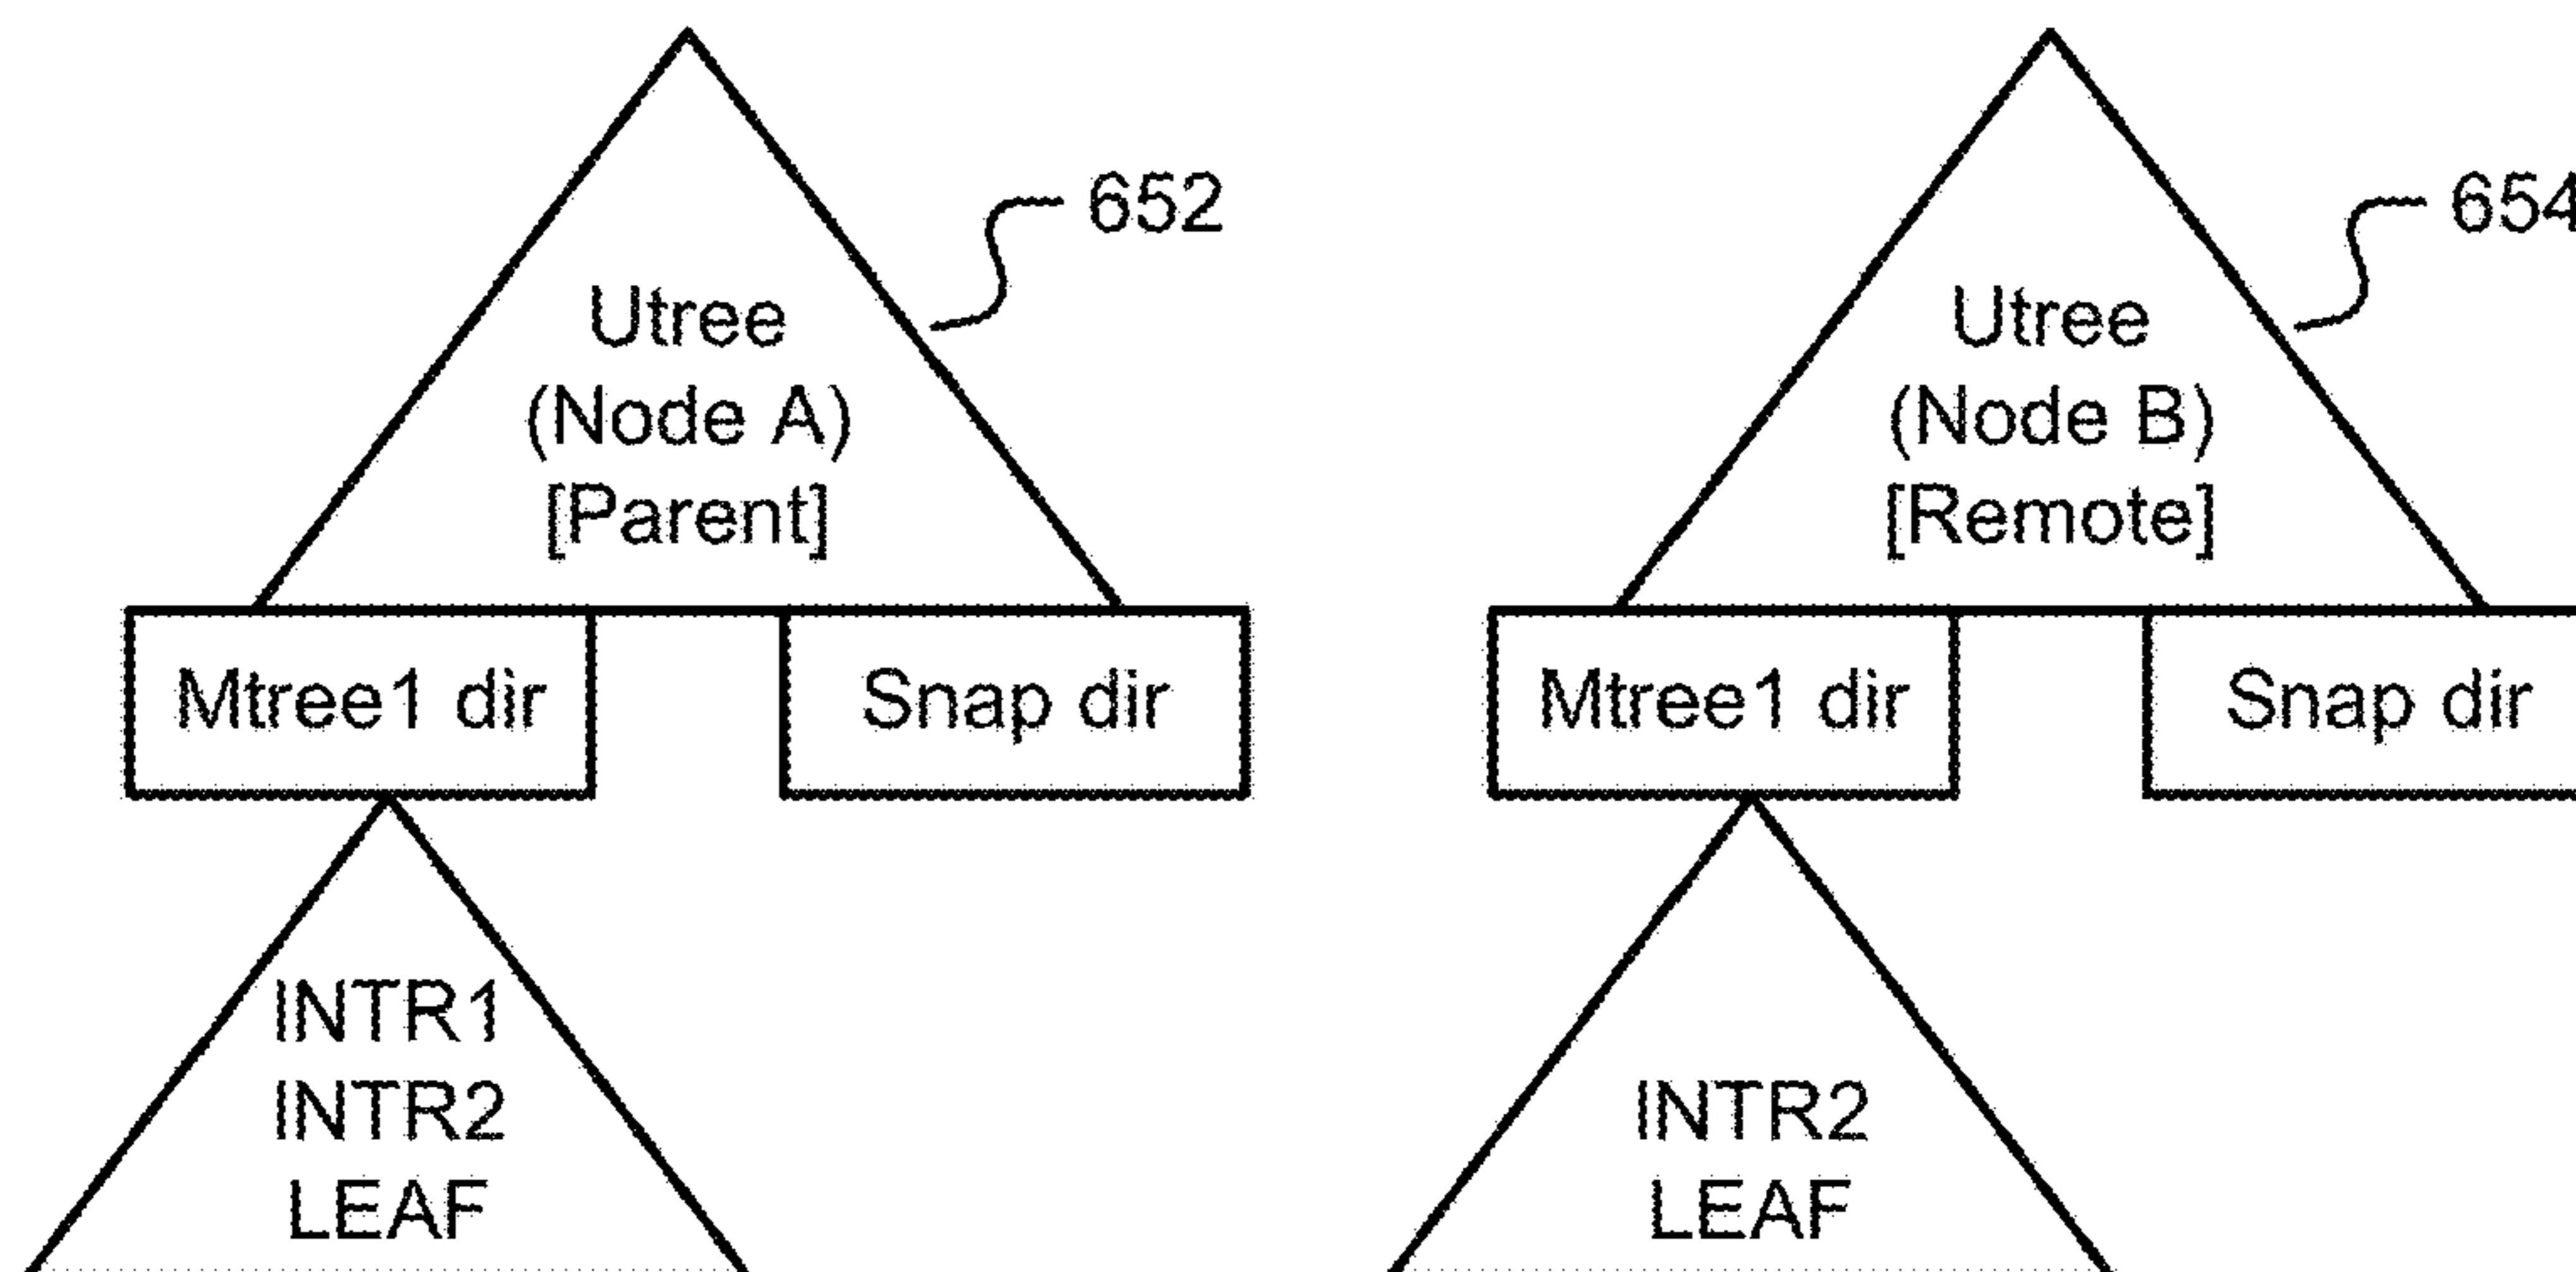 652
Utree
(Node A)
[Parent]
Mtree1 dir
Snap dir
INTR1
INTR2
LEAF
654
Utree
(Node B)
[Remote]
Mtree1 dir
Snap dir
INTR2
LEAF